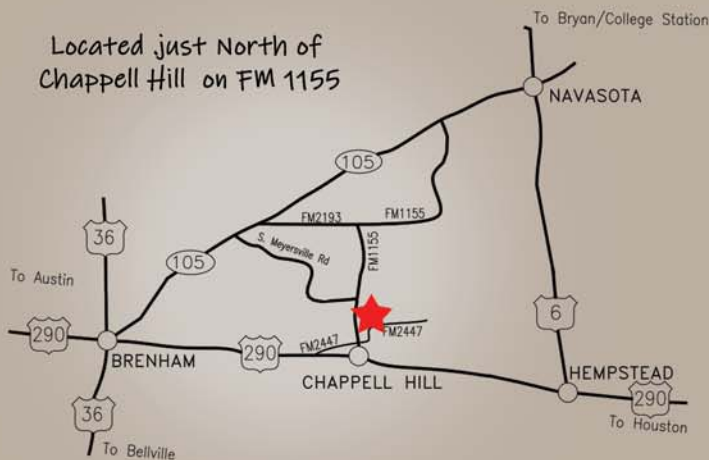 To Bryan/College Station
Located just North of
Chappell Hill on FM 1155
NAVASOTA
105
FM2193
FM1155
36
S. Meyersville Rd
FM1155
105
To Austin
6
290
FM2447
FM2447
BRENHAM
290
HEMPSTEAD
CHAPPELL HILL
290
36
To Houston
To Bellville